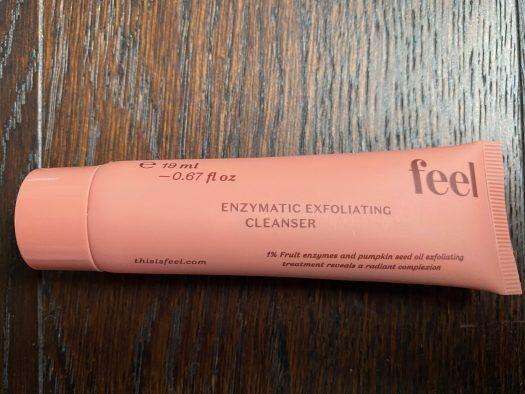 feel
℮ 19 ml
—0.67 fl oz
ENZYMATIC EXFOLIATING
CLEANSER
1% Fruit enzymes and pumpkin seed oil exfoliating
treatment reveals a radiant complexion
thisisfeel.com